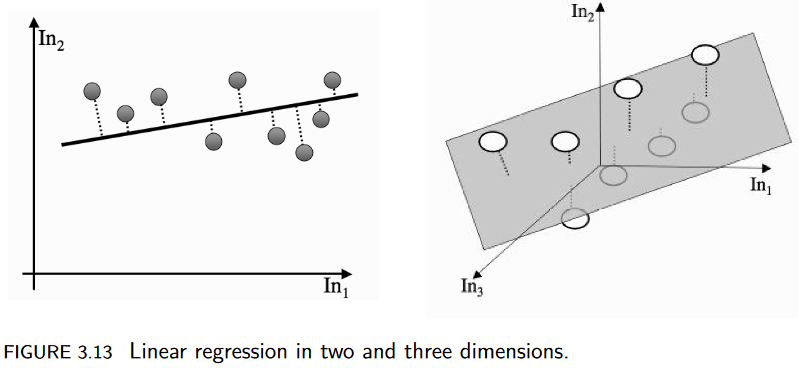 In₂
In₁
In₂
In₁
In₃
FIGURE 3.13 Linear regression in two and three dimensions.